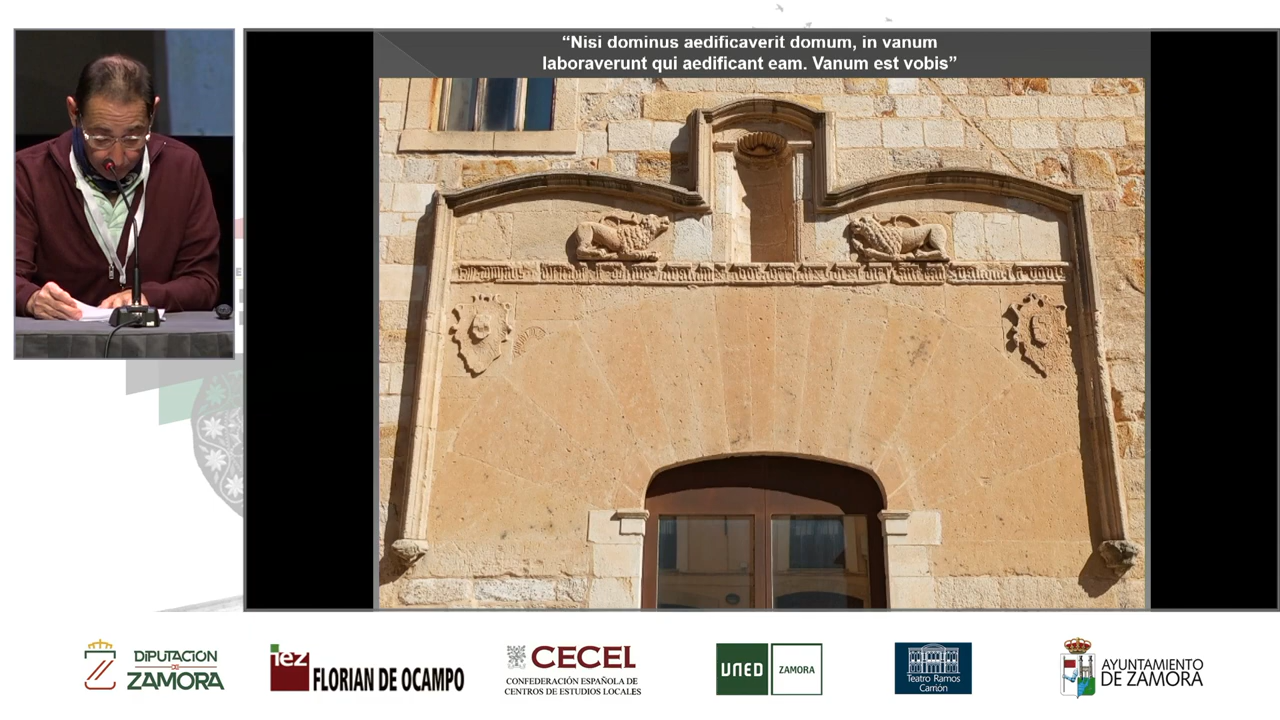 “Nisi dominus aedificaverit domum, in vanum
laboraverunt qui aedificant eam. Vanum est vobis”
DiPUTACiÓN
ZAMORA
iez
FLORIAN DE OCAMPO
CECEL
CONFEDERACIÓN ESPAÑOLA DE
CENTROS DE ESTUDIOS LOCALES
UNED
ZAMORA
Teatro Ramos
Carrión
AYUNTAMIENTO
DE ZAMORA